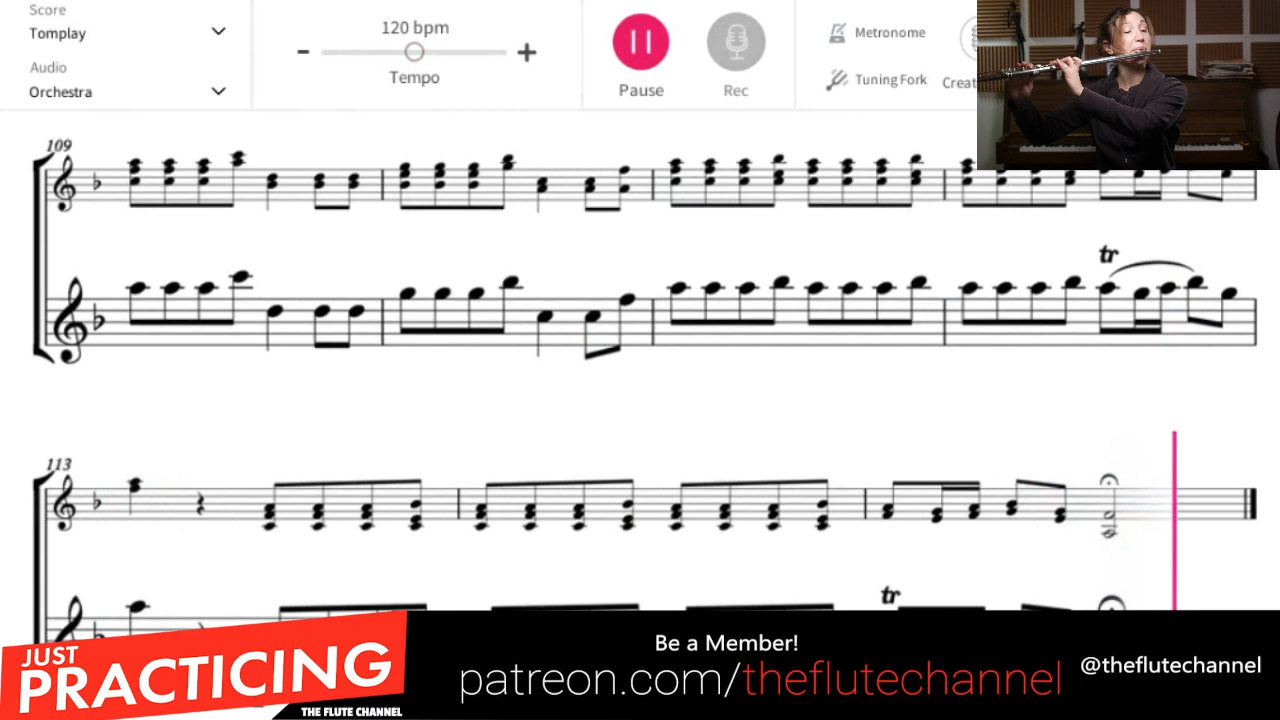 Score
Tomplay
Audio
Orchestra
120 bpm
Tempo
Pause
Rec
Metronome
Tuning Fork
Creat
109
tr
113
tr
JUST
PRACTICING
THE FLUTE CHANNEL
Be a Member!
patreon.com/theflutechannel
@theflutechannel